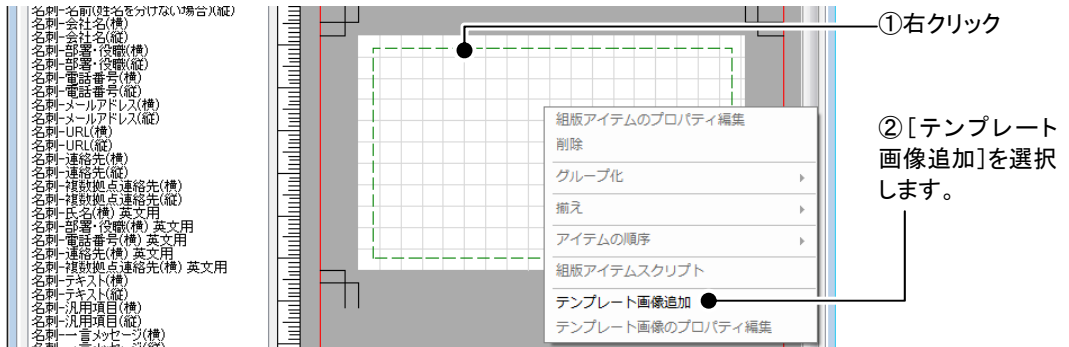 名刺-名前(姓名を分けない場合)(縦)
名刺-会社名(横)
名刺-会社名(縦)
名刺-部署・役職(横)
名刺-部署・役職(縦)
名刺-電話番号(横)
名刺-電話番号(縦)
名刺-メールアドレス(横)
名刺-メールアドレス(縦)
名刺-URL(横)
名刺-URL(縦)
名刺-連絡先(横)
名刺-連絡先(縦)
名刺-複数拠点連絡先(横)
名刺-複数拠点連絡先(縦)
名刺-氏名(横) 英文用
名刺-部署・役職(横) 英文用
名刺-電話番号(横) 英文用
名刺-連絡先(横) 英文用
名刺-複数拠点連絡先(横) 英文用
名刺-テキスト(横)
名刺-テキスト(縦)
名刺-汎用項目(横)
名刺-汎用項目(縦)
名刺-一言メッセージ(横)
名刺-一言メッセージ(縦)
①右クリック
組版アイテムのプロパティ編集
削除
グループ化
揃え
アイテムの順序
組版アイテムスクリプト
テンプレート画像追加
テンプレート画像のプロパティ編集
②[テンプレート
画像追加]を選択
します。